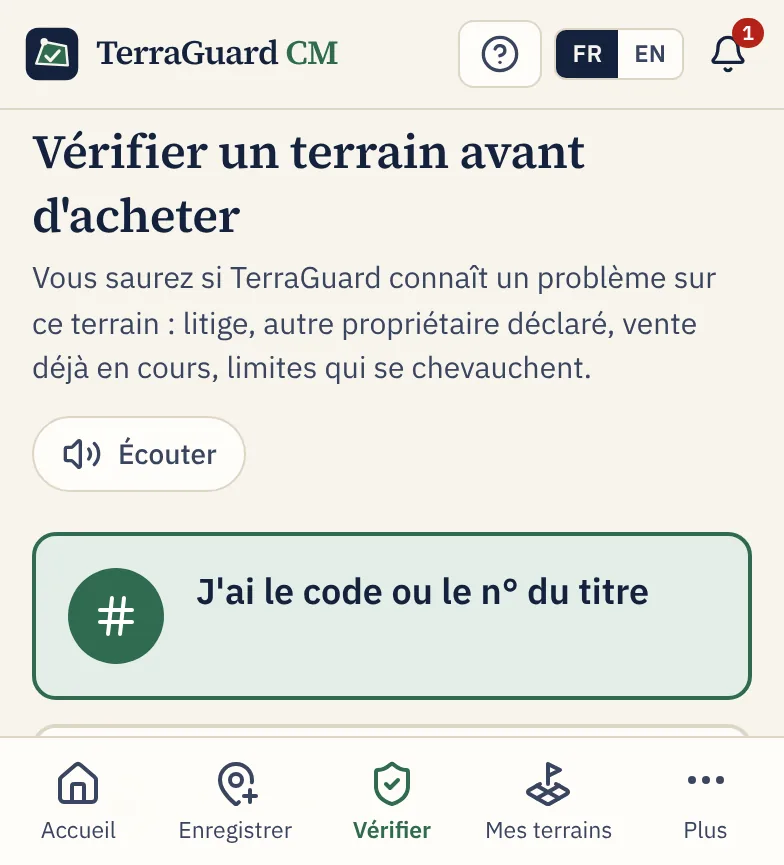 TerraGuard CM
FR
EN
1
Vérifier un terrain avant
d'acheter
Vous saurez si TerraGuard connaît un problème sur
ce terrain : litige, autre propriétaire déclaré, vente
déjà en cours, limites qui se chevauchent.
Écouter
#
J'ai le code ou le n° du titre
Accueil
Enregistrer
Vérifier
Mes terrains
Plus